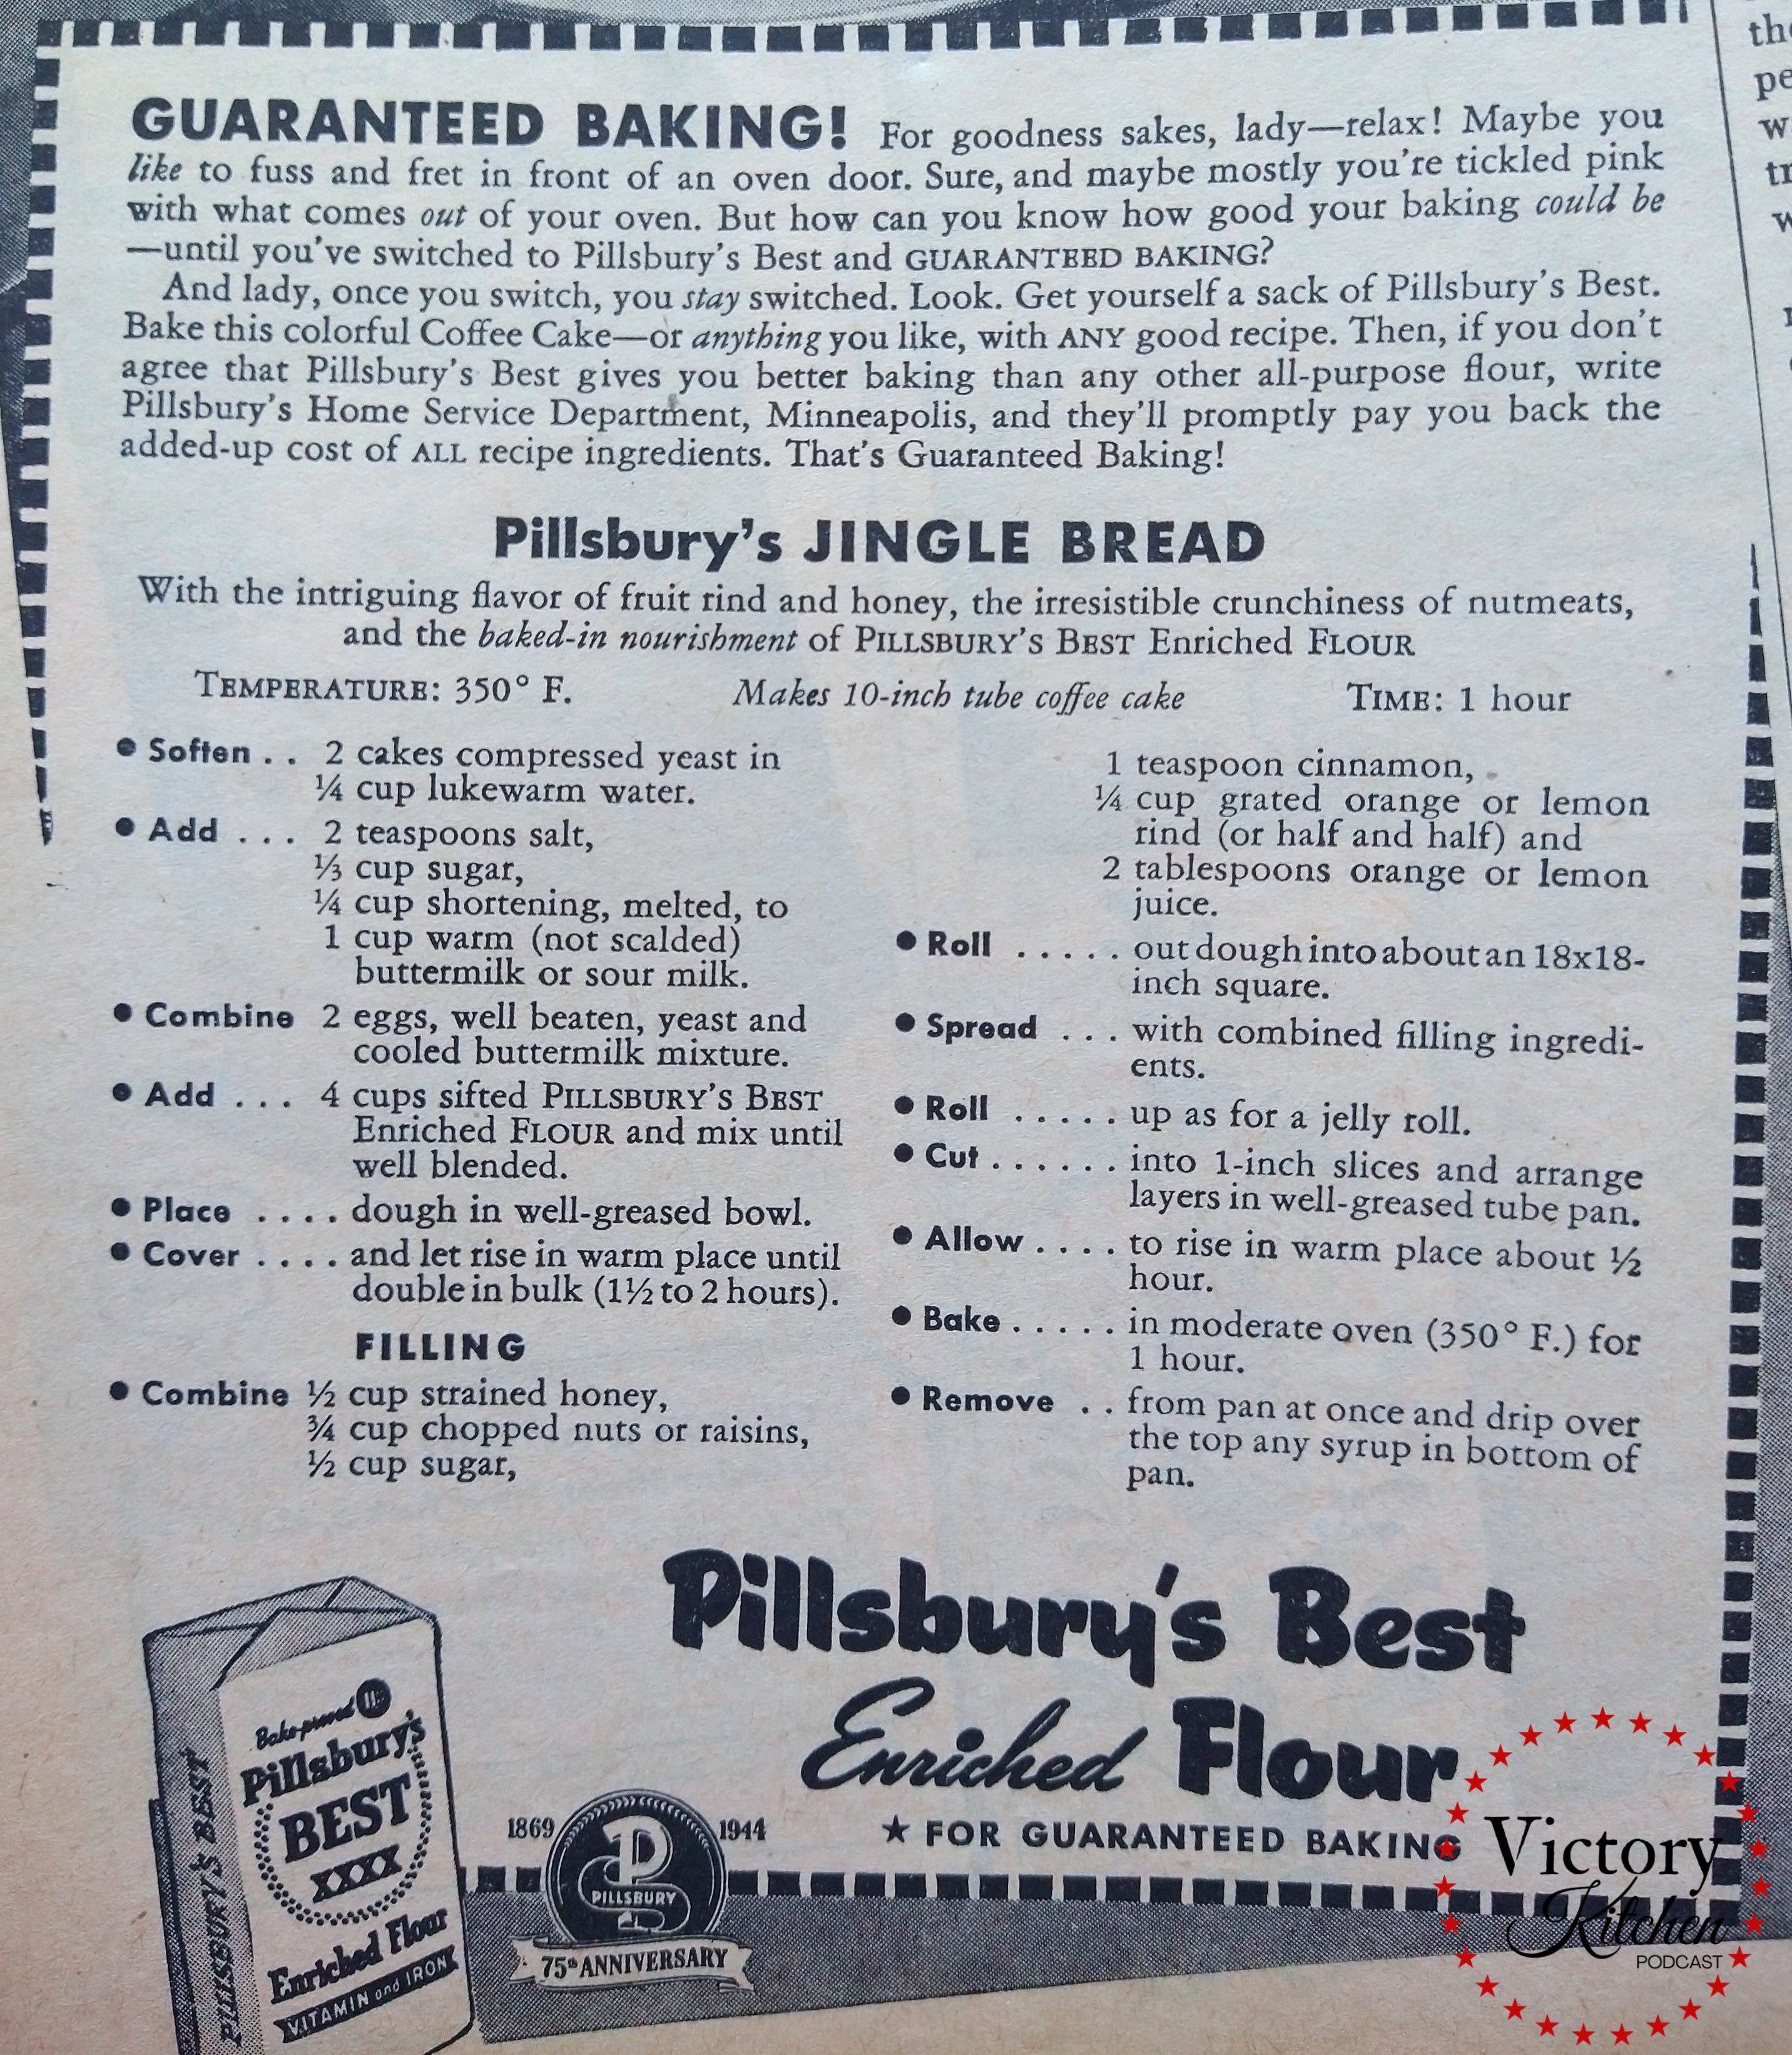 GUARANTEED BAKING! For goodness sakes, lady—relax! Maybe you
like to fuss and fret in front of an oven door. Sure, and maybe mostly you're tickled pink
with what comes out of your oven. But how can you know how good your baking could be
—until you've switched to Pillsbury's Best and GUARANTEED BAKING?
And lady, once you switch, you stay switched. Look. Get yourself a sack of Pillsbury's Best.
Bake this colorful Coffee Cake—or anything you like, with ANY good recipe. Then, if you don't
agree that Pillsbury's Best gives you better baking than any other all-purpose flour, write
Pillsbury's Home Service Department, Minneapolis, and they'll promptly pay you back the
added-up cost of ALL recipe ingredients. That's Guaranteed Baking!
Pillsbury's JINGLE BREAD
With the intriguing flavor of fruit rind and honey, the irresistible crunchiness of nutmeats,
and the baked-in nourishment of PILLSBURY'S BEST Enriched FLOUR
TEMPERATURE: 350° F. Makes 10-inch tube coffee cake TIME: 1 hour
● Soften . . 2 cakes compressed yeast in
¼ cup lukewarm water.
● Add . . . 2 teaspoons salt,
⅓ cup sugar,
¼ cup shortening, melted, to
1 cup warm (not scalded)
buttermilk or sour milk.
● Combine 2 eggs, well beaten, yeast and
cooled buttermilk mixture.
● Add . . . 4 cups sifted PILLSBURY'S BEST
Enriched FLOUR and mix until
well blended.
● Place . . . . dough in well-greased bowl.
● Cover . . . . and let rise in warm place until
double in bulk (1½ to 2 hours).
FILLING
● Combine ½ cup strained honey,
¾ cup chopped nuts or raisins,
½ cup sugar,
1 teaspoon cinnamon,
¼ cup grated orange or lemon
rind (or half and half) and
2 tablespoons orange or lemon
juice.
● Roll . . . . . out dough into about an 18x18-
inch square.
● Spread . . . with combined filling ingredi-
ents.
● Roll . . . . . up as for a jelly roll.
● Cut . . . . . . into 1-inch slices and arrange
layers in well-greased tube pan.
● Allow . . . . to rise in warm place about ½
hour.
● Bake . . . . . in moderate oven (350° F.) for
1 hour.
● Remove . . from pan at once and drip over
the top any syrup in bottom of
pan.
Pillsbury's Best
Enriched Flour
★ FOR GUARANTEED BAKING
Bake-proved
Pillsbury's
BEST
XXXX
Enriched Flour
VITAMIN and IRON
PILLSBURY'S BEST
1869 1944
PILLSBURY
75th ANNIVERSARY
Victory
Kitchen
PODCAST